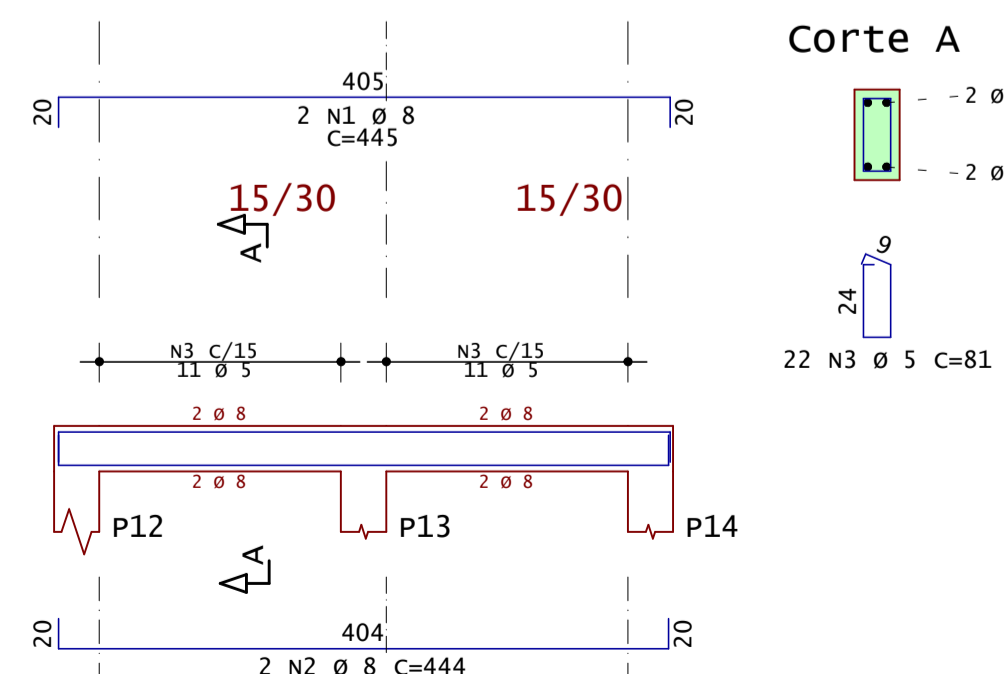 Corte A
405
20
20
2 N1 Ø 8
C=445
2 Ø
2 Ø
15/30
15/30
A
9
24
22 N3 Ø 5 C=81
N3 C/15
11 Ø 5
N3 C/15
11 Ø 5
2 Ø 8
2 Ø 8
2 Ø 8
2 Ø 8
P12
P13
P14
A
404
20
20
2 N2 Ø 8 C=444